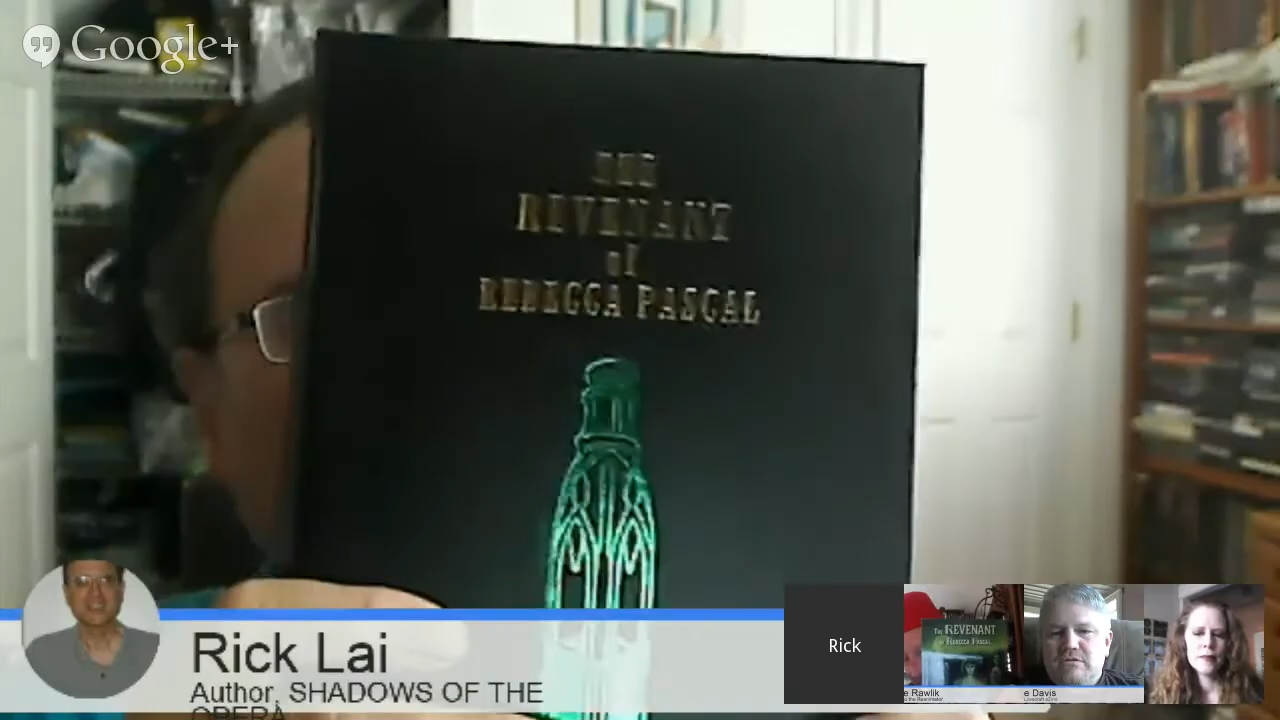 Google+
THE
REVENANT
of
REBECCA PASCAL
Rick Lai
Author, SHADOWS OF THE
OPERA
Rick
The REVENANT
of REBECCA PASCAL
e Rawlik
e Davis